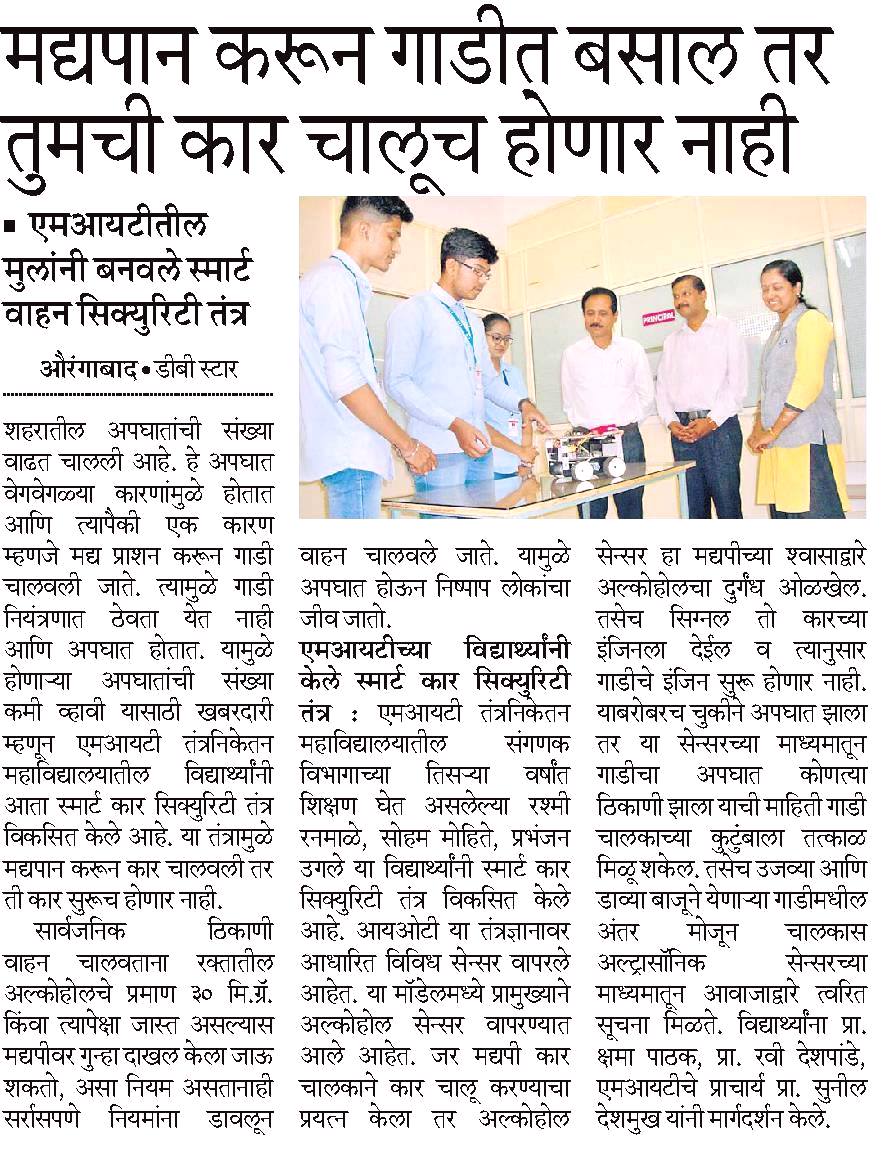 मद्यपान करून गाडीत बसाल तर
तुमची कार चालूच होणार नाही
▪ एमआयटीतील
मुलांनी बनवले स्मार्ट
वाहन सिक्युरिटी तंत्र
औरंगाबाद • डीबी स्टार
शहरातील अपघातांची संख्या
वाढत चालली आहे. हे अपघात
वेगवेगळ्या कारणांमुळे होतात
आणि त्यापैकी एक कारण
म्हणजे मद्य प्राशन करून गाडी
चालवली जाते. त्यामुळे गाडी
नियंत्रणात ठेवता येत नाही
आणि अपघात होतात. यामुळे
होणाऱ्या अपघातांची संख्या
कमी व्हावी यासाठी खबरदारी
म्हणून एमआयटी तंत्रनिकेतन
महाविद्यालयातील विद्यार्थ्यांनी
आता स्मार्ट कार सिक्युरिटी तंत्र
विकसित केले आहे. या तंत्रामुळे
मद्यपान करून कार चालवली तर
ती कार सुरूच होणार नाही.
सार्वजनिक ठिकाणी
वाहन चालवताना रक्तातील
अल्कोहोलचे प्रमाण ३० मि.ग्रॅ.
किंवा त्यापेक्षा जास्त असल्यास
मद्यपीवर गुन्हा दाखल केला जाऊ
शकतो, असा नियम असतानाही
सर्रासपणे नियमांना डावलून
PRINCIPAL
वाहन चालवले जाते. यामुळे
अपघात होऊन निष्पाप लोकांचा
जीव जातो.
एमआयटीच्या विद्यार्थ्यांनी
केले स्मार्ट कार सिक्युरिटी
तंत्र : एमआयटी तंत्रनिकेतन
महाविद्यालयातील संगणक
विभागाच्या तिसऱ्या वर्षात
शिक्षण घेत असलेल्या रश्मी
रनमाळे, सोहम मोहिते, प्रभंजन
उगले या विद्यार्थ्यांनी स्मार्ट कार
सिक्युरिटी तंत्र विकसित केले
आहे. आयओटी या तंत्रज्ञानावर
आधारित विविध सेन्सर वापरले
आहेत. या मॉडेलमध्ये प्रामुख्याने
अल्कोहोल सेन्सर वापरण्यात
आले आहेत. जर मद्यपी कार
चालकाने कार चालू करण्याचा
प्रयत्न केला तर अल्कोहोल
सेन्सर हा मद्यपीच्या श्वासाद्वारे
अल्कोहोलचा दुर्गंध ओळखेल.
तसेच सिग्नल तो कारच्या
इंजिनला देईल व त्यानुसार
गाडीचे इंजिन सुरू होणार नाही.
याबरोबरच चुकीने अपघात झाला
तर या सेन्सरच्या माध्यमातून
गाडीचा अपघात कोणत्या
ठिकाणी झाला याची माहिती गाडी
चालकाच्या कुटुंबाला तत्काळ
मिळू शकेल. तसेच उजव्या आणि
डाव्या बाजूने येणाऱ्या गाडीमधील
अंतर मोजून चालकास
अल्ट्रासॉनिक सेन्सरच्या
माध्यमातून आवाजाद्वारे त्वरित
सूचना मिळते. विद्यार्थ्यांना प्रा.
क्षमा पाठक, प्रा. रवी देशपांडे,
एमआयटीचे प्राचार्य प्रा. सुनील
देशमुख यांनी मार्गदर्शन केले.